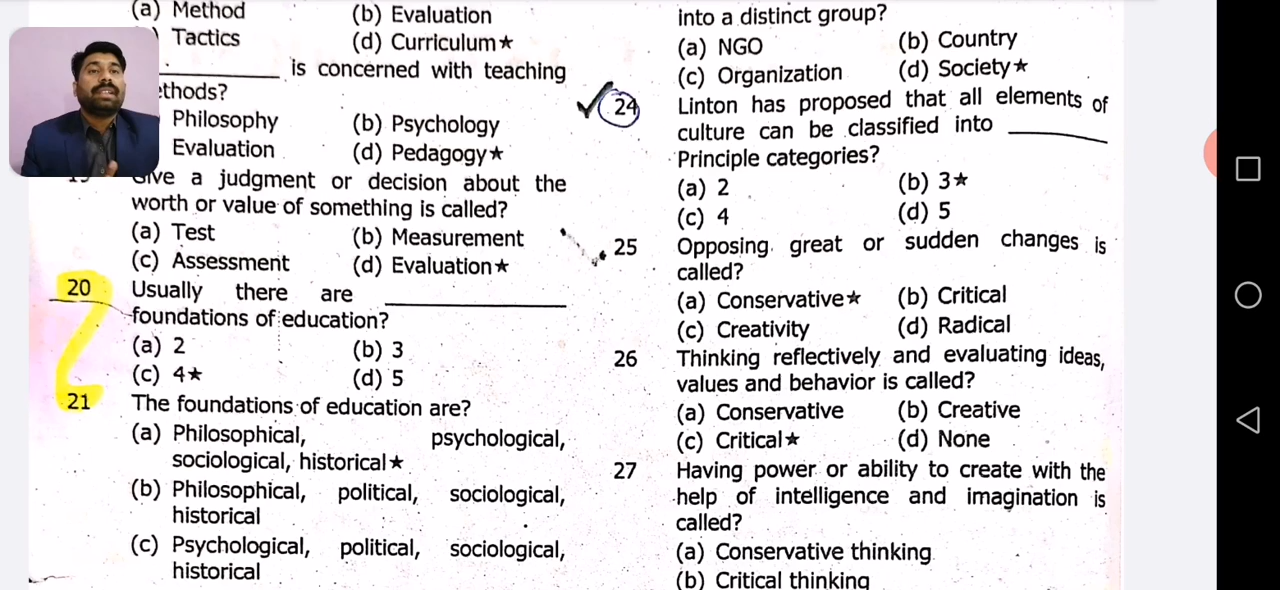 (a) Method (b) Evaluation
Tactics (d) Curriculum★
__________ is concerned with teaching
ethods?
Philosophy (b) Psychology
Evaluation (d) Pedagogy★
Give a judgment or decision about the
worth or value of something is called?
(a) Test (b) Measurement
(c) Assessment (d) Evaluation★
20 Usually there are __________
foundations of education?
(a) 2 (b) 3
(c) 4★ (d) 5
21 The foundations of education are?
(a) Philosophical, psychological,
sociological, historical★
(b) Philosophical, political, sociological,
historical
(c) Psychological, political, sociological,
historical
into a distinct group?
(a) NGO (b) Country
(c) Organization (d) Society★
24 Linton has proposed that all elements of
culture can be classified into __________
Principle categories?
(a) 2 (b) 3★
(c) 4 (d) 5
25 Opposing great or sudden changes is
called?
(a) Conservative★ (b) Critical
(c) Creativity (d) Radical
26 Thinking reflectively and evaluating ideas,
values and behavior is called?
(a) Conservative (b) Creative
(c) Critical★ (d) None
27 Having power or ability to create with the
help of intelligence and imagination is
called?
(a) Conservative thinking
(b) Critical thinking